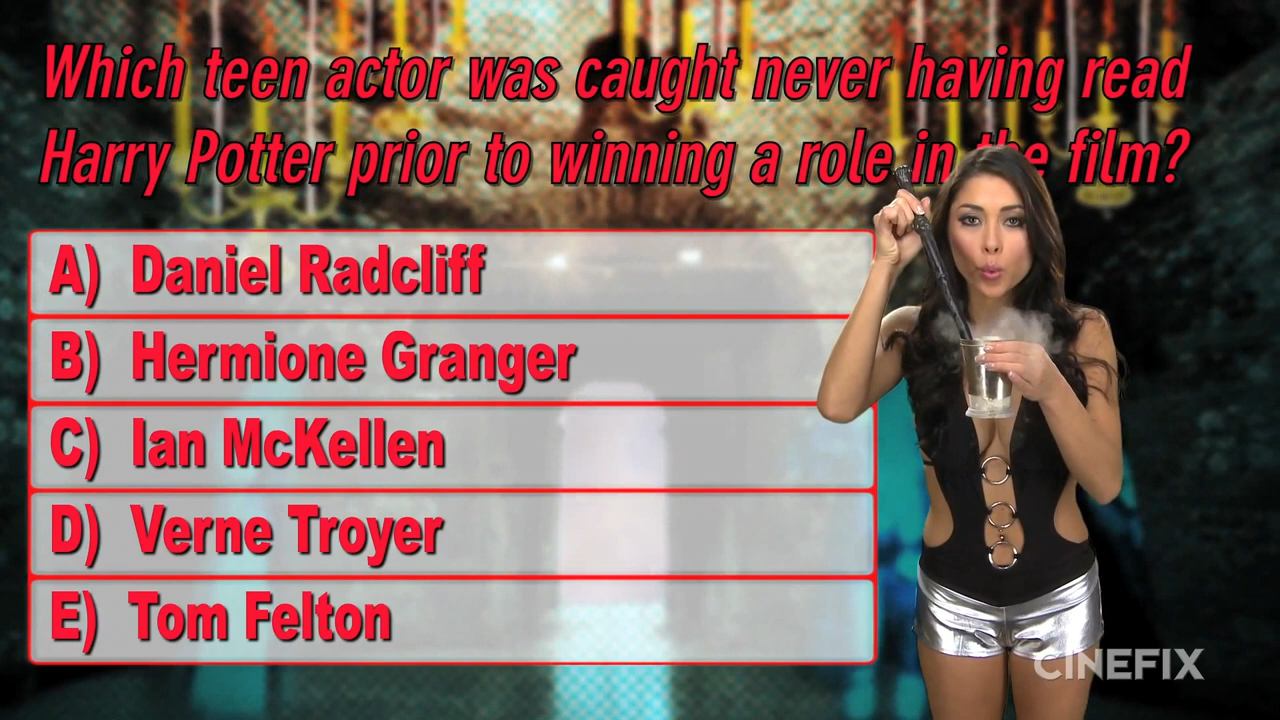 Which teen actor was caught never having read
Harry Potter prior to winning a role in the film?
A) Daniel Radcliff
B) Hermione Granger
C) Ian McKellen
D) Verne Troyer
E) Tom Felton
CINEFIX